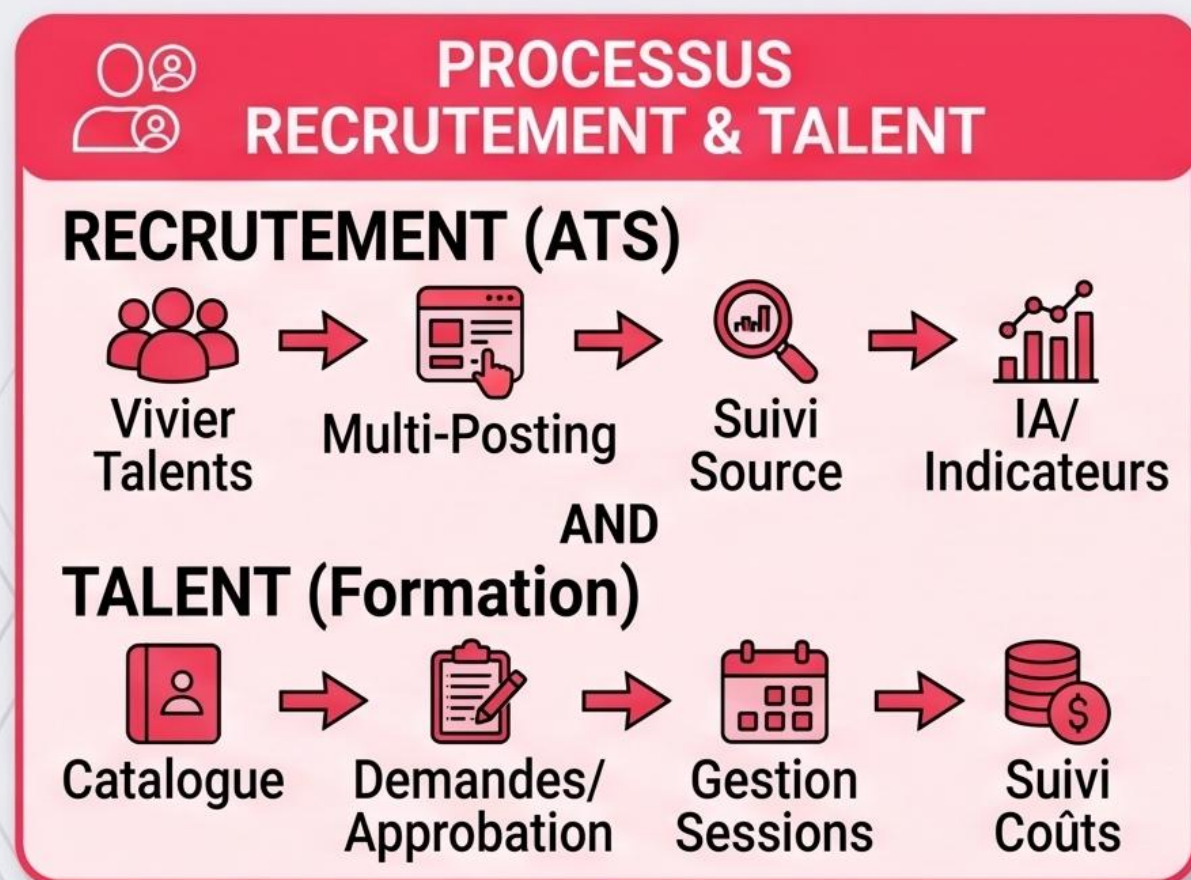 PROCESSUS
RECRUTEMENT & TALENT
RECRUTEMENT (ATS)
Vivier
Talents
Multi-Posting
Suivi
Source
IA/
Indicateurs
AND
TALENT (Formation)
Catalogue
Demandes/
Approbation
Gestion
Sessions
Suivi
Coûts
$